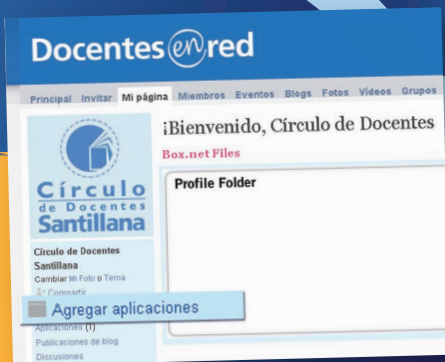 Docentes en red
Principal Invitar Mi página Miembros Eventos Blogs Fotos Vídeos Grupos
¡Bienvenido, Círculo de Docentes
Box.net Files
Profile Folder
Círculo
de Docentes
Santillana
Círculo de Docentes
Santillana
Cambiar Mi Foto o Tema
Compartir
Agregar aplicaciones
Aplicaciones (1)
Publicaciones de blog
Discusiones